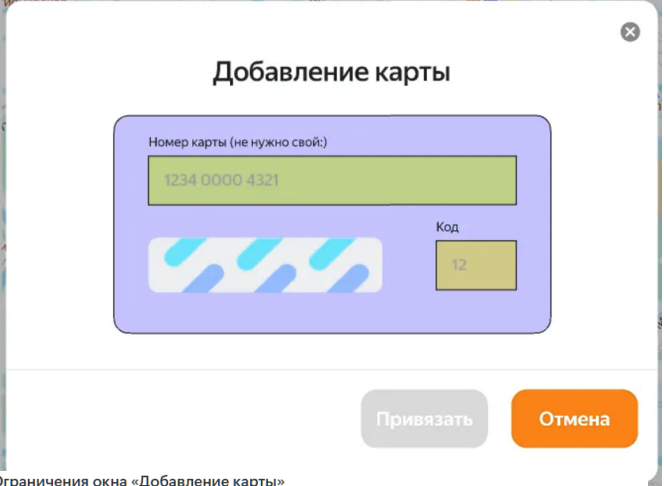 Добавление карты
Номер карты (не нужно свой:)
1234 0000 4321
Код
12
Привязать
Отмена
Ограничения окна «Добавление карты»